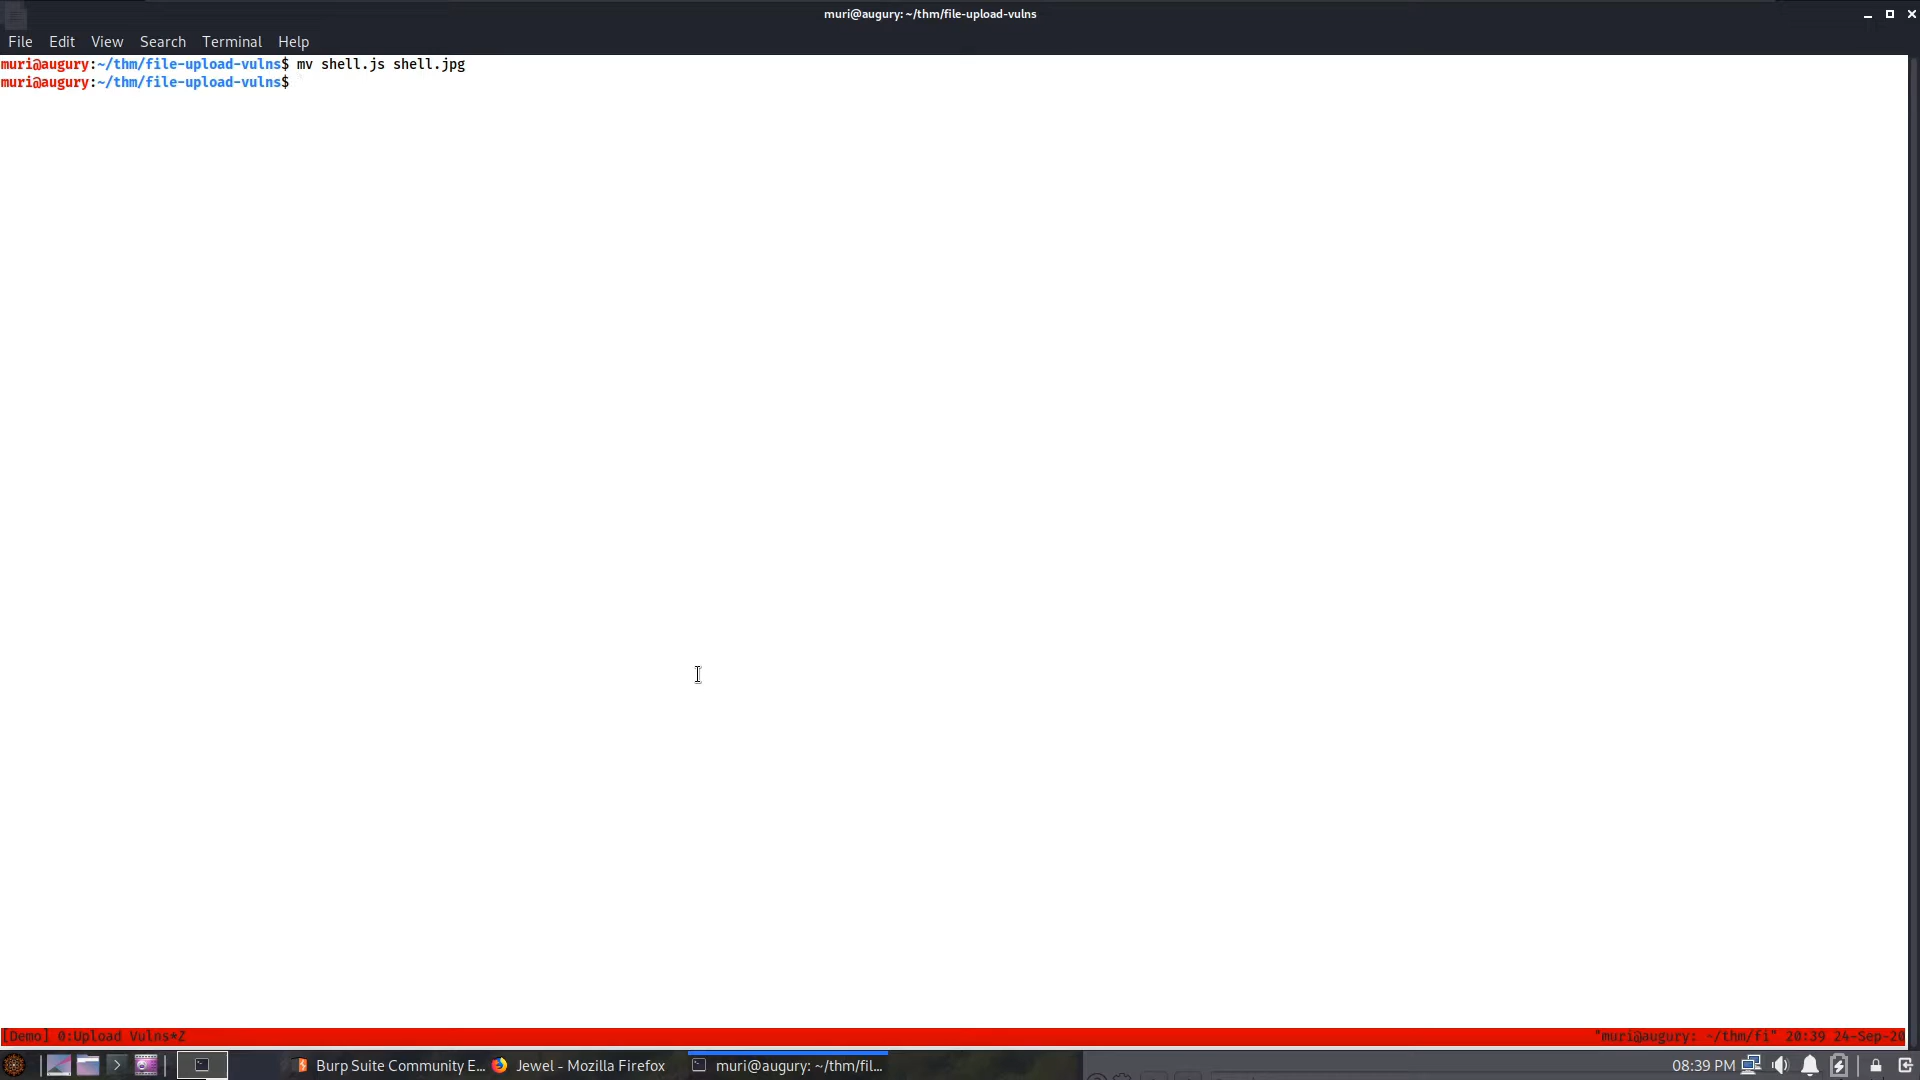 muri@augury: ~/thm/file-upload-vulns
File Edit View Search Terminal Help
muri@augury:~/thm/file-upload-vulns$ mv shell.js shell.jpg
muri@augury:~/thm/file-upload-vulns$
[Demo] 0:Upload Vulns*Z "muri@augury: ~/thm/fi" 20:39 24-Sep-20
Burp Suite Community E... Jewel - Mozilla Firefox muri@augury: ~/thm/fil... 08:39 PM